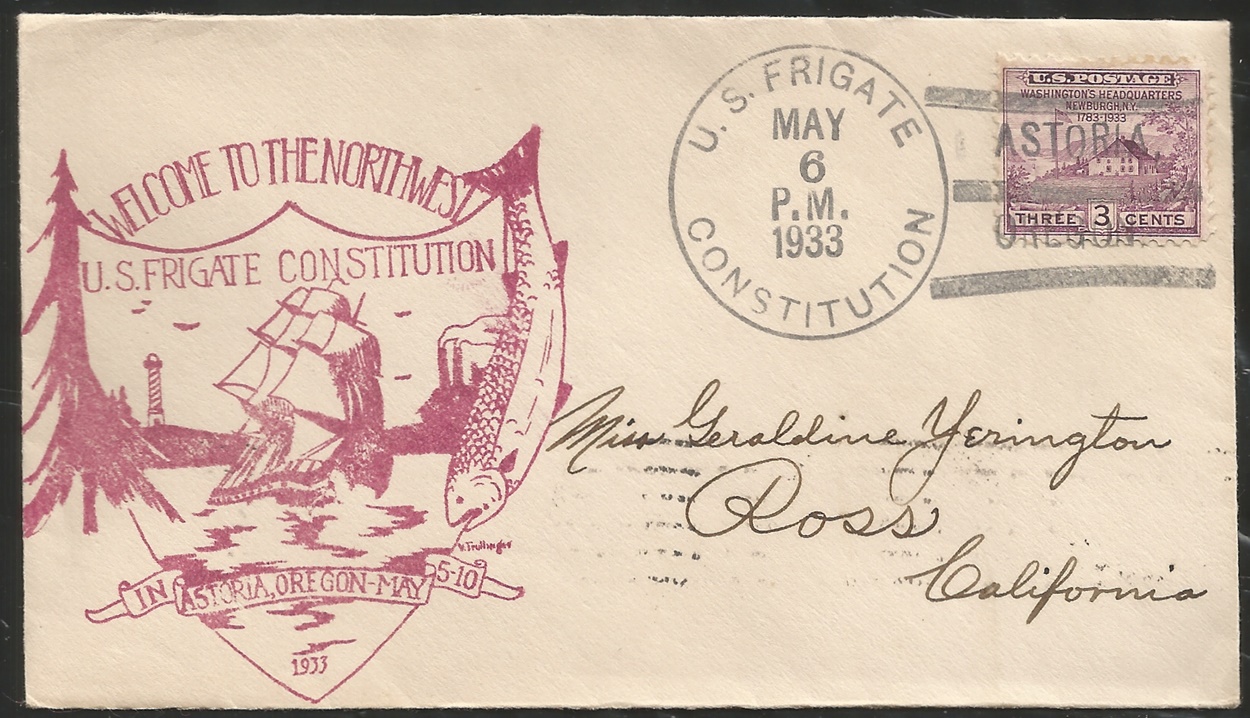 WELCOME TO THE NORTHWEST
U.S. FRIGATE CONSTITUTION
V. Trullinger
IN ASTORIA, OREGON-MAY 5-10
1933
U.S. FRIGATE
MAY
6
P.M.
1933
CONSTITUTION
U.S. POSTAGE
WASHINGTON'S HEADQUARTERS
NEWBURGH, N.Y.
1783-1933
ASTORIA,
THREE 3 CENTS
Miss Geraldine Yerington
Ross
California